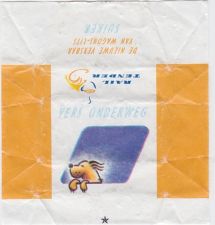 VERS ONDERWEG
RAIL
TENDER
DE NIEUWE VERSBAR
VAN WAGONS-LITS
SUIKER